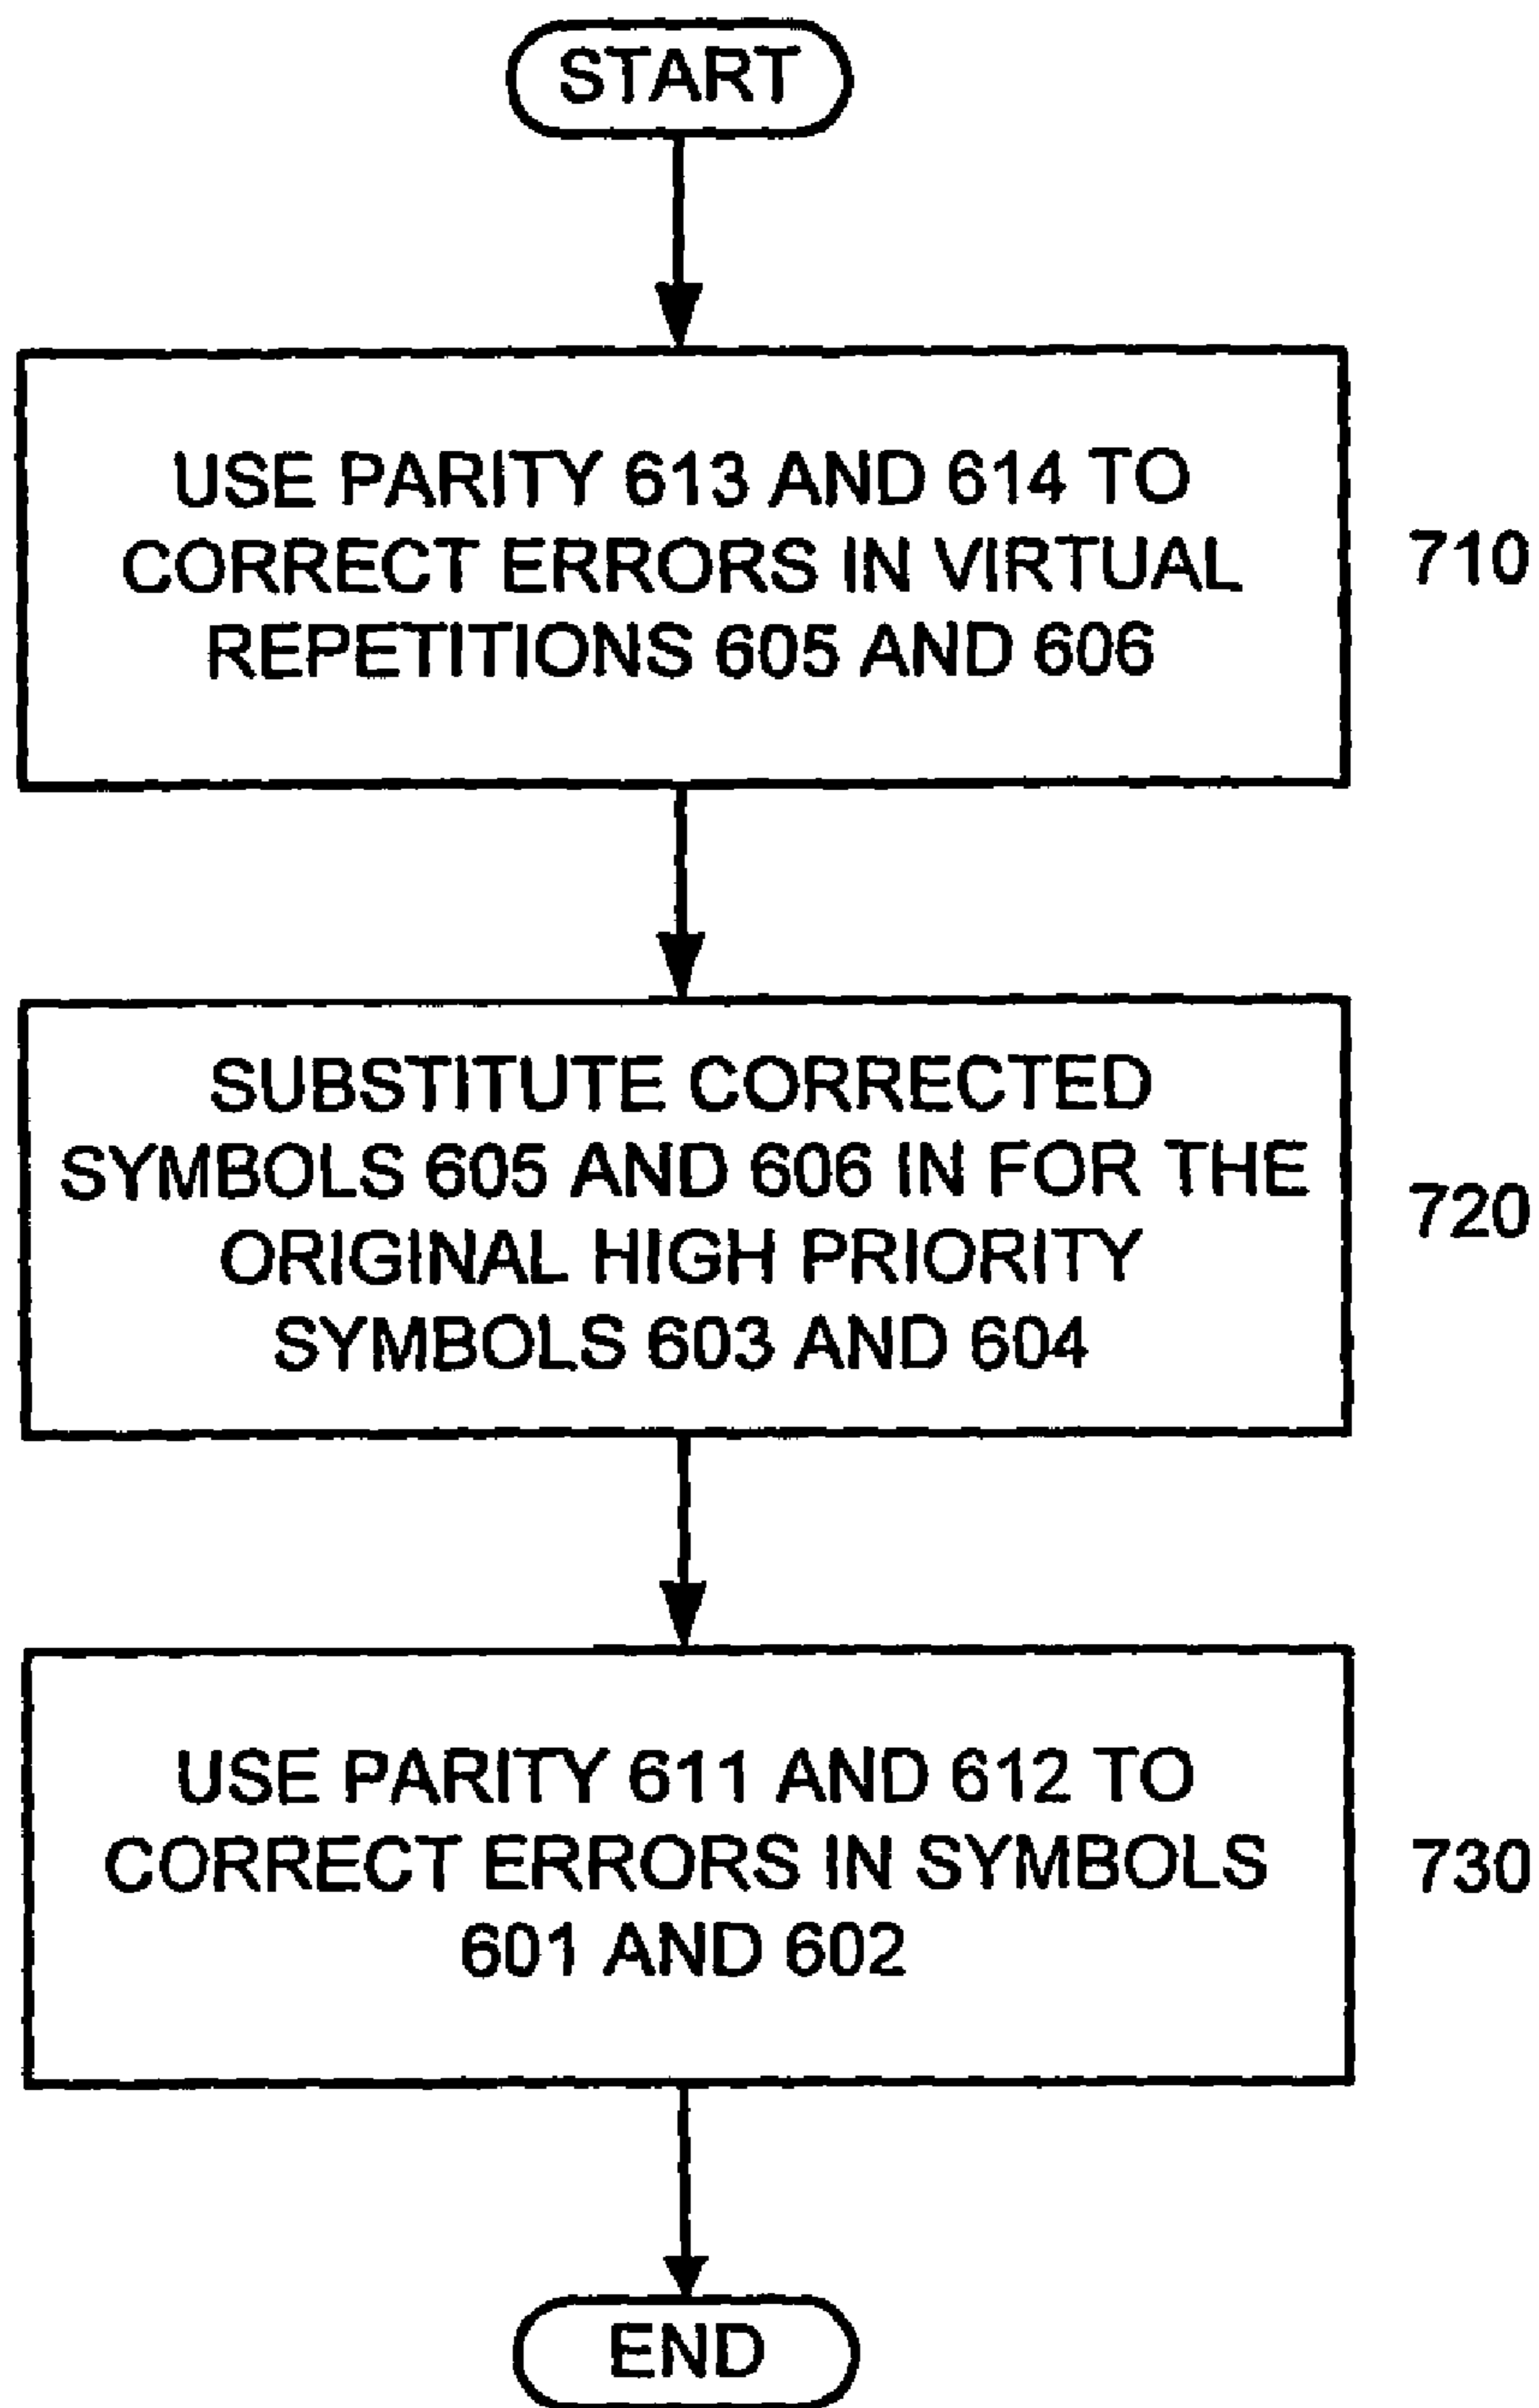 START
USE PARITY 613 AND 614 TO
CORRECT ERRORS IN VIRTUAL
REPETITIONS 605 AND 606
710
SUBSTITUTE CORRECTED
SYMBOLS 605 AND 606 IN FOR THE
ORIGINAL HIGH PRIORITY
SYMBOLS 603 AND 604
720
USE PARITY 611 AND 612 TO
CORRECT ERRORS IN SYMBOLS
601 AND 602
730
END